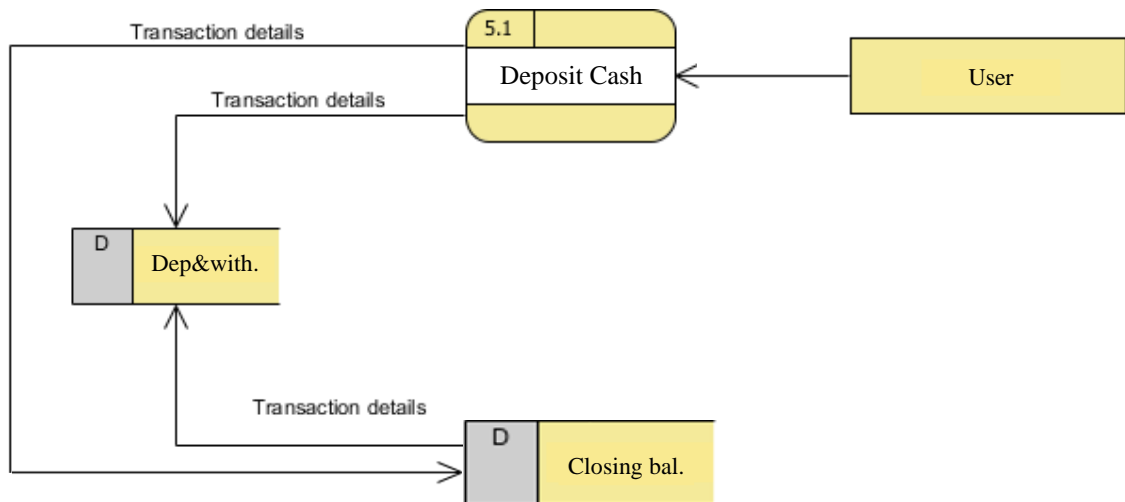 Transaction details
5.1
Deposit Cash
User
Transaction details
D
Dep&with.
Transaction details
D
Closing bal.